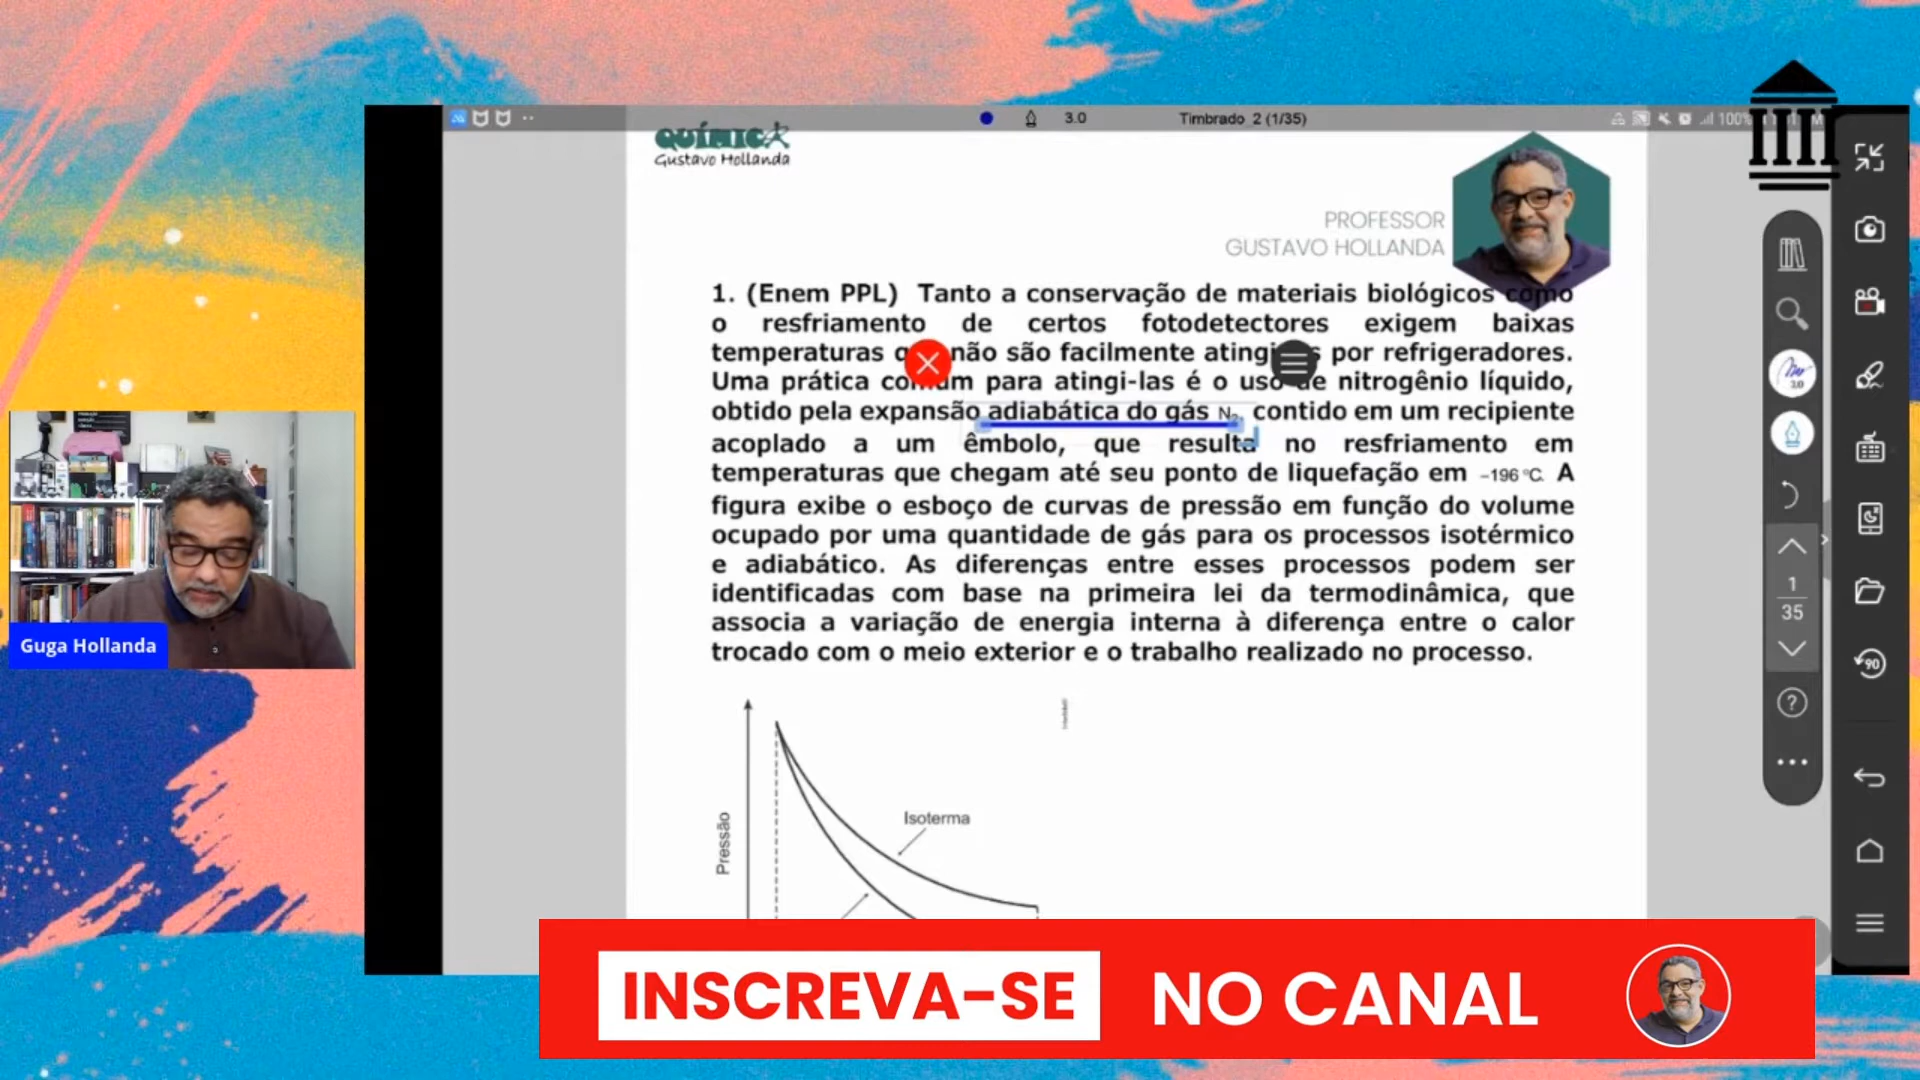 3.0
Timbrado 2 (1/35)
100%
QUÍMICA
Gustavo Hollanda
PROFESSOR
GUSTAVO HOLLANDA
1. (Enem PPL) Tanto a conservação de materiais biológicos como
o resfriamento de certos fotodetectores exigem baixas
temperaturas não são facilmente por refrigeradores.
Uma prática para atingi-las é o uso de nitrogênio líquido,
obtido pela expansão adiabática do gás N₂, contido em um recipiente
acoplado a um êmbolo, que resulta no resfriamento em
temperaturas que chegam até seu ponto de liquefação em −196 °C. A
figura exibe o esboço de curvas de pressão em função do volume
ocupado por uma quantidade de gás para os processos isotérmico
e adiabático. As diferenças entre esses processos podem ser
identificadas com base na primeira lei da termodinâmica, que
associa a variação de energia interna à diferença entre o calor
trocado com o meio exterior e o trabalho realizado no processo.
Pressão
Isoterma
3.0
1
35
?
90
Guga Hollanda
INSCREVA-SE NO CANAL